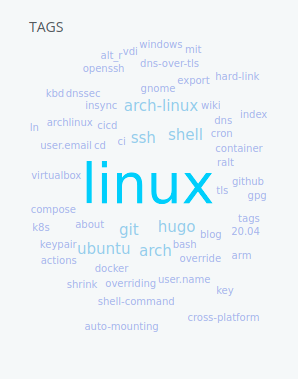 TAGS
windows
alt_r vdi mit
openssh dns-over-tls
gnome export hard-link
kbd dnssec
insync arch-linux wiki
ln archlinux cicd dns index
user.email cd ci ssh shell cron
container
ralt
virtualbox linux tls github
gpg
compose
k8s about git hugo blog tags
20.04
keypair ubuntu arch bash
actions override arm
docker
shrink overriding user.name
key
shell-command
auto-mounting cross-platform